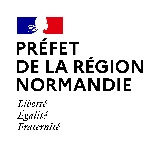 PRÉFET
DE LA RÉGION
NORMANDIE
Liberté
Égalité
Fraternité